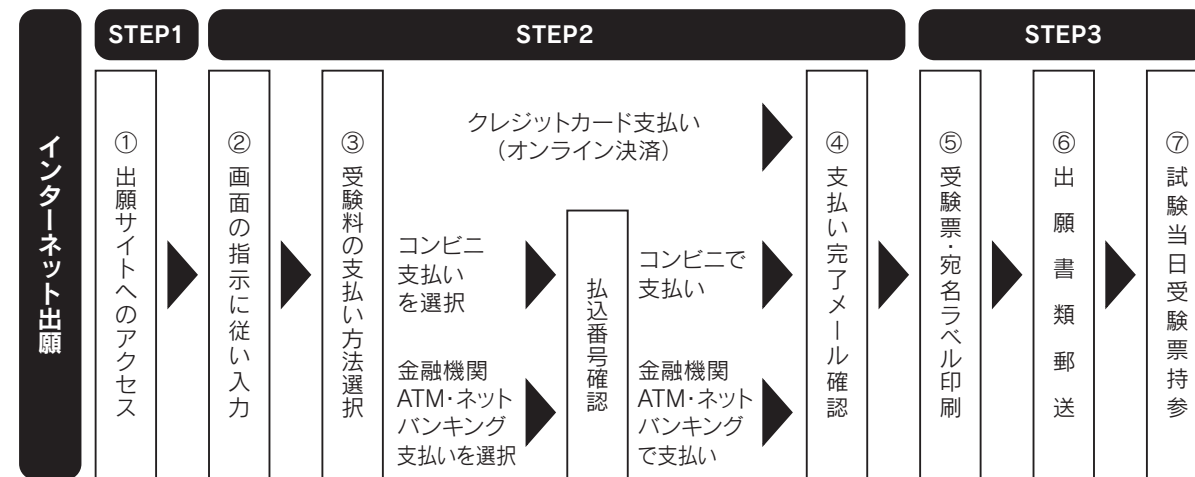 インターネット出願
STEP1
STEP2
STEP3
①出願サイトへのアクセス
②画面の指示に従い入力
③受験料の支払い方法選択
クレジットカード支払い
（オンライン決済）
コンビニ
支払い
を選択
金融機関
ATM・ネット
バンキング
支払いを選択
払込番号確認
コンビニで
支払い
金融機関
ATM・ネット
バンキング
で支払い
④支払い完了メール確認
⑤受験票・宛名ラベル印刷
⑥出願書類郵送
⑦試験当日受験票持参